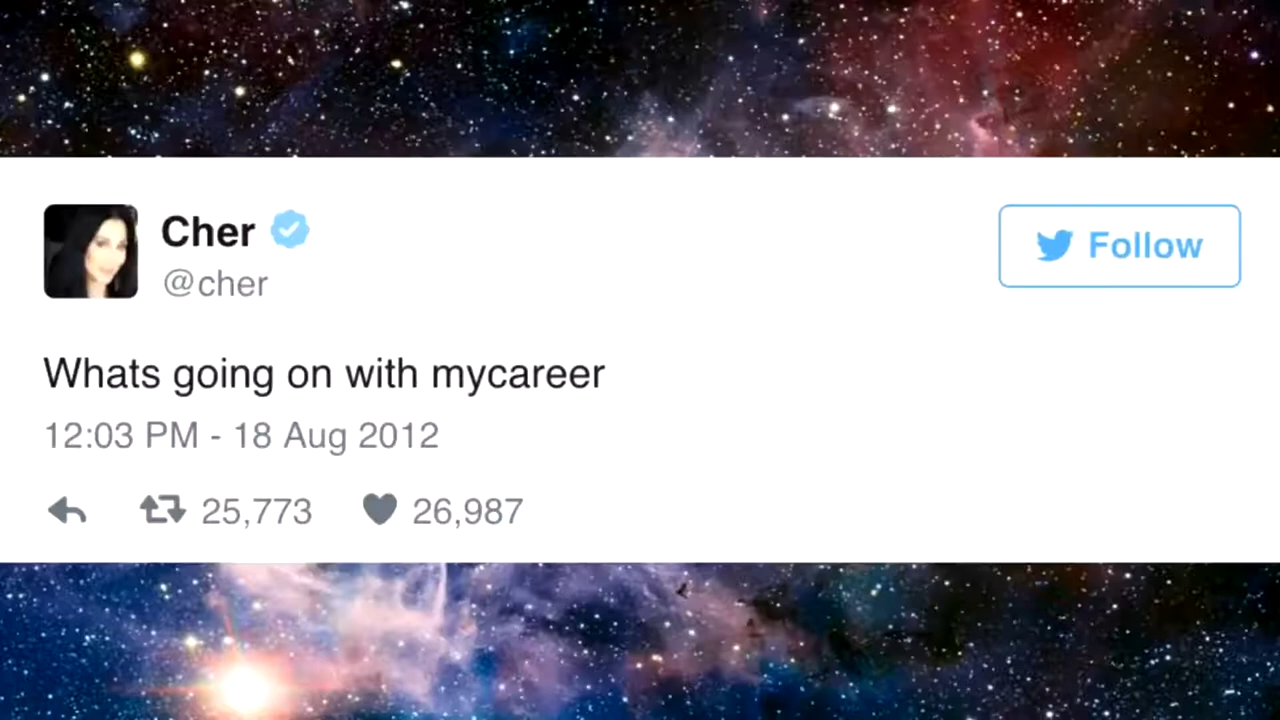 Cher
@cher
Follow
Whats going on with mycareer
12:03 PM - 18 Aug 2012
25,773 26,987